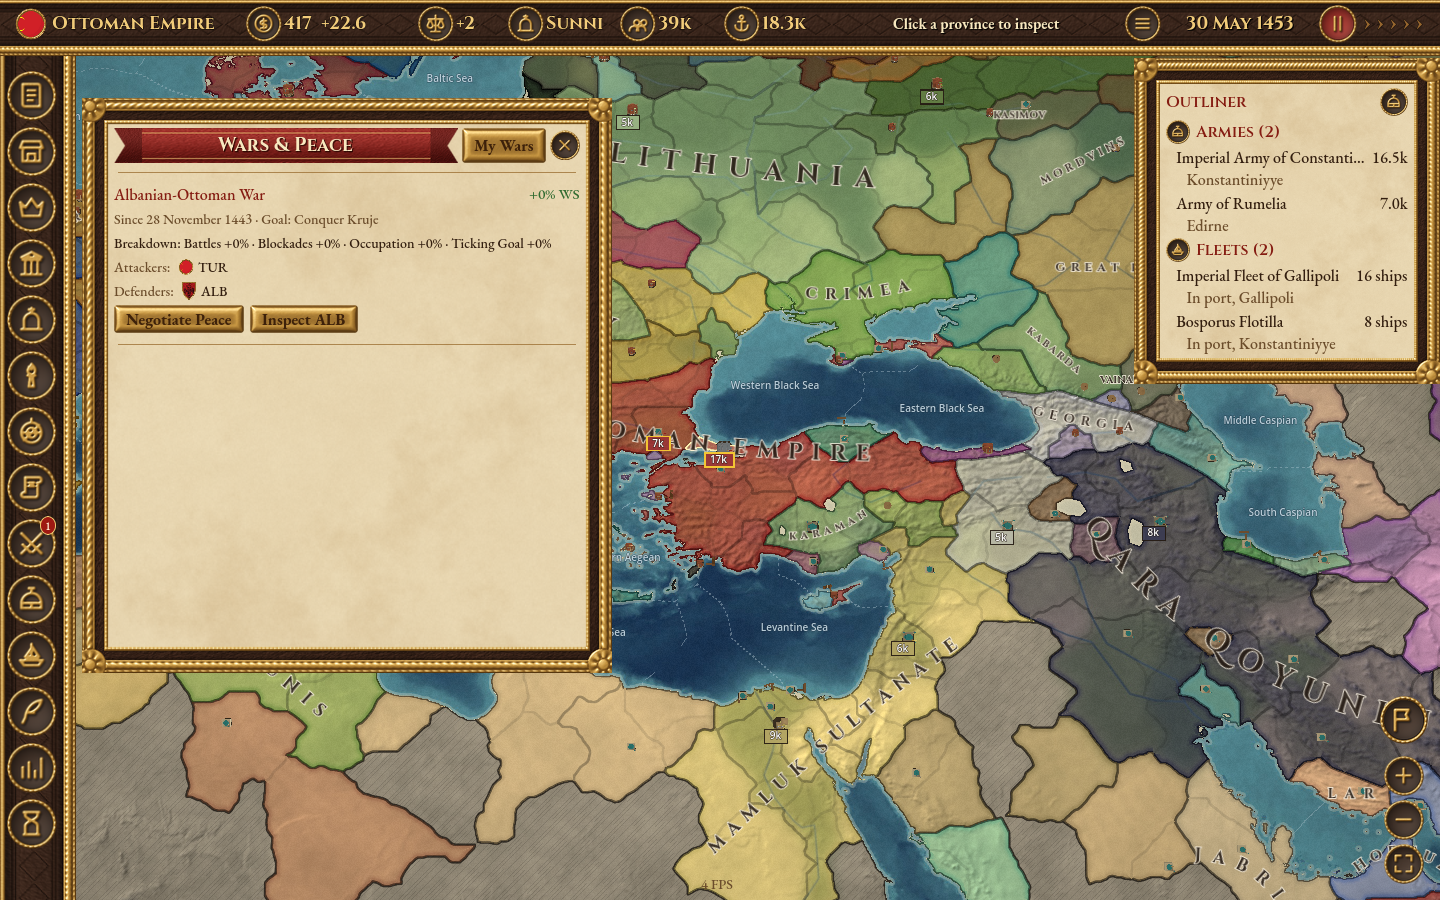 OTTOMAN EMPIRE
417 +22.6
+2
SUNNI
39K
18.3K
Click a province to inspect
30 MAY 1453
WARS & PEACE
My Wars
Albanian-Ottoman War
+0% WS
Since 28 November 1443 · Goal: Conquer Kruje
Breakdown: Battles +0% · Blockades +0% · Occupation +0% · Ticking Goal +0%
Attackers: TUR
Defenders: ALB
Negotiate Peace
Inspect ALB
1
OUTLINER
ARMIES (2)
Imperial Army of Constanti... 16.5k
Konstantiniyye
Army of Rumelia 7.0k
Edirne
FLEETS (2)
Imperial Fleet of Gallipoli 16 ships
In port, Gallipoli
Bosporus Flotilla 8 ships
In port, Konstantiniyye
Baltic Sea
5k
6k
KASIMOV
LITHUANIA
MORDVINS
GREAT
CRIMEA
KABARDA
Western Black Sea
Eastern Black Sea
GEORGIA
Middle Caspian
7k
17k
OMAN EMPIRE
KARAMAN
South Caspian
5k
8k
QARA QOYUN
n Aegean
Sea
Levantine Sea
6k
MAMLUK SULTANATE
9k
NIS
LAR
JABRI
4 FPS